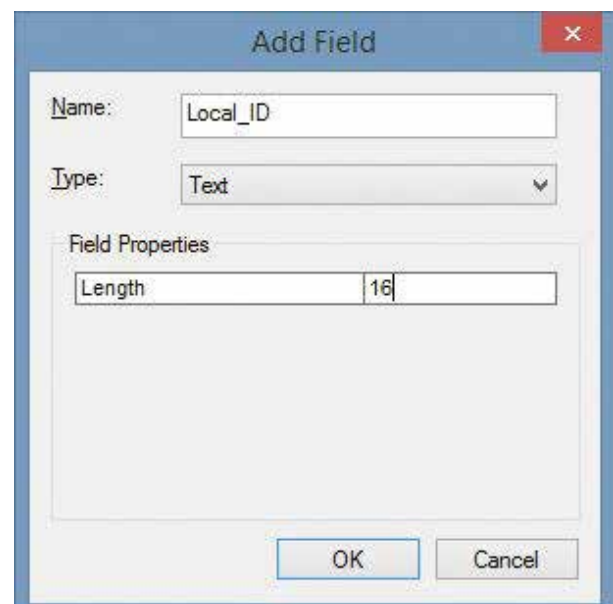 Add Field
Name: Local_ID
Type: Text
Field Properties
Length 16
OK Cancel